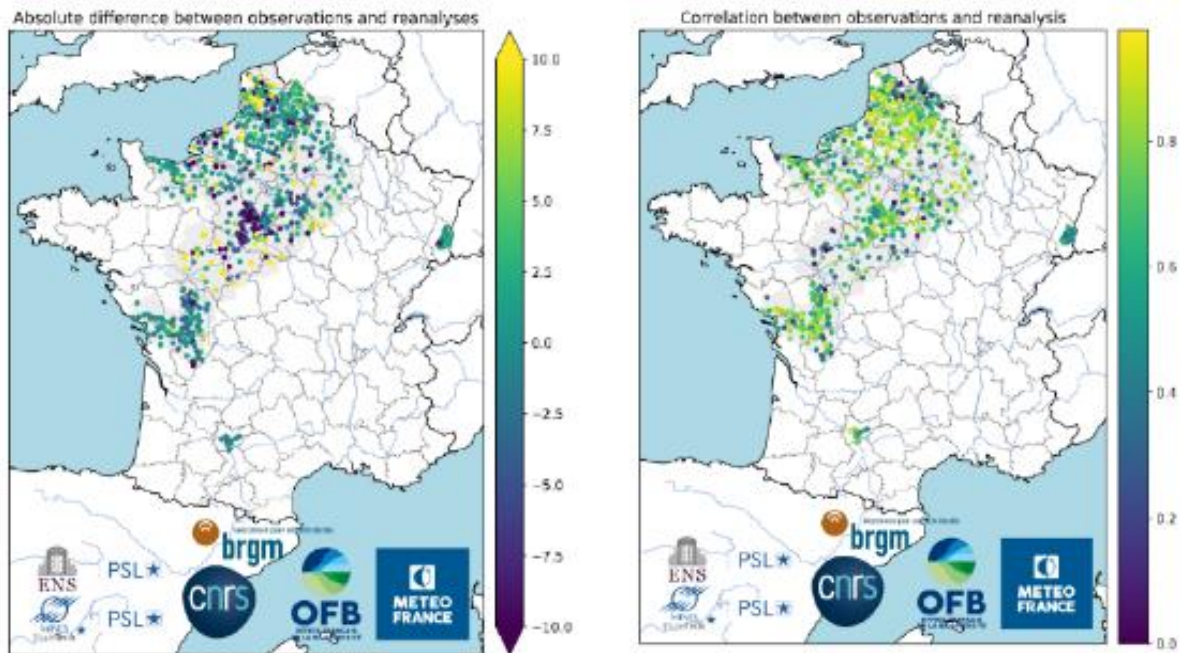 Absolute difference between observations and reanalyses
10.0
7.5
5.0
2.5
0.0
−2.5
−5.0
−7.5
−10.0
brgm
ENS
PSL
PSL
cnrs
OFB
METEO
FRANCE
Correlation between observations and reanalysis
0.8
0.6
0.4
0.2
0.0
brgm
ENS
PSL
PSL
cnrs
OFB
METEO
FRANCE